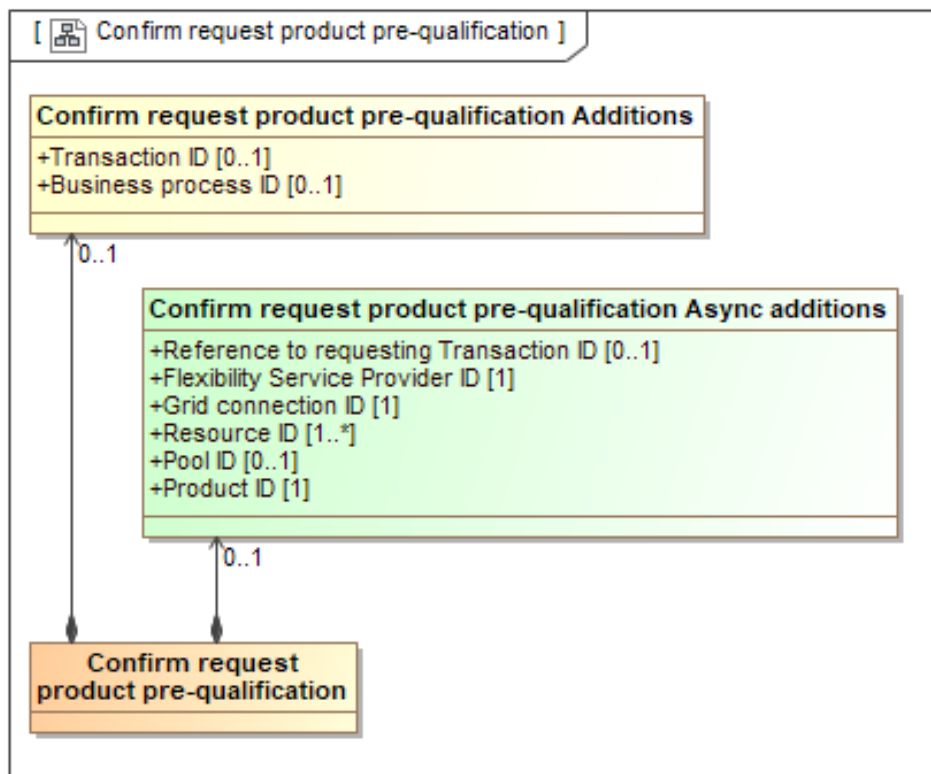 [ Confirm request product pre-qualification ]
Confirm request product pre-qualification Additions
+Transaction ID [0..1]
+Business process ID [0..1]
0..1
Confirm request product pre-qualification Async additions
+Reference to requesting Transaction ID [0..1]
+Flexibility Service Provider ID [1]
+Grid connection ID [1]
+Resource ID [1..*]
+Pool ID [0..1]
+Product ID [1]
0..1
Confirm request
product pre-qualification